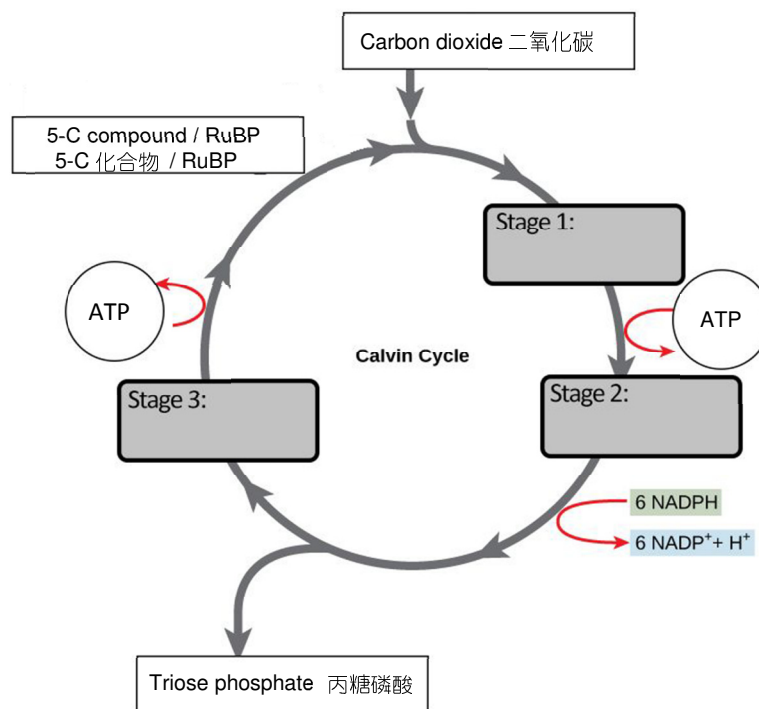 Carbon dioxide 二氧化碳
5-C compound / RuBP
5-C 化合物 / RuBP
Stage 1:
ATP
ATP
Calvin Cycle
Stage 3:
Stage 2:
6 NADPH
6 NADP⁺+ H⁺
Triose phosphate 丙糖磷酸